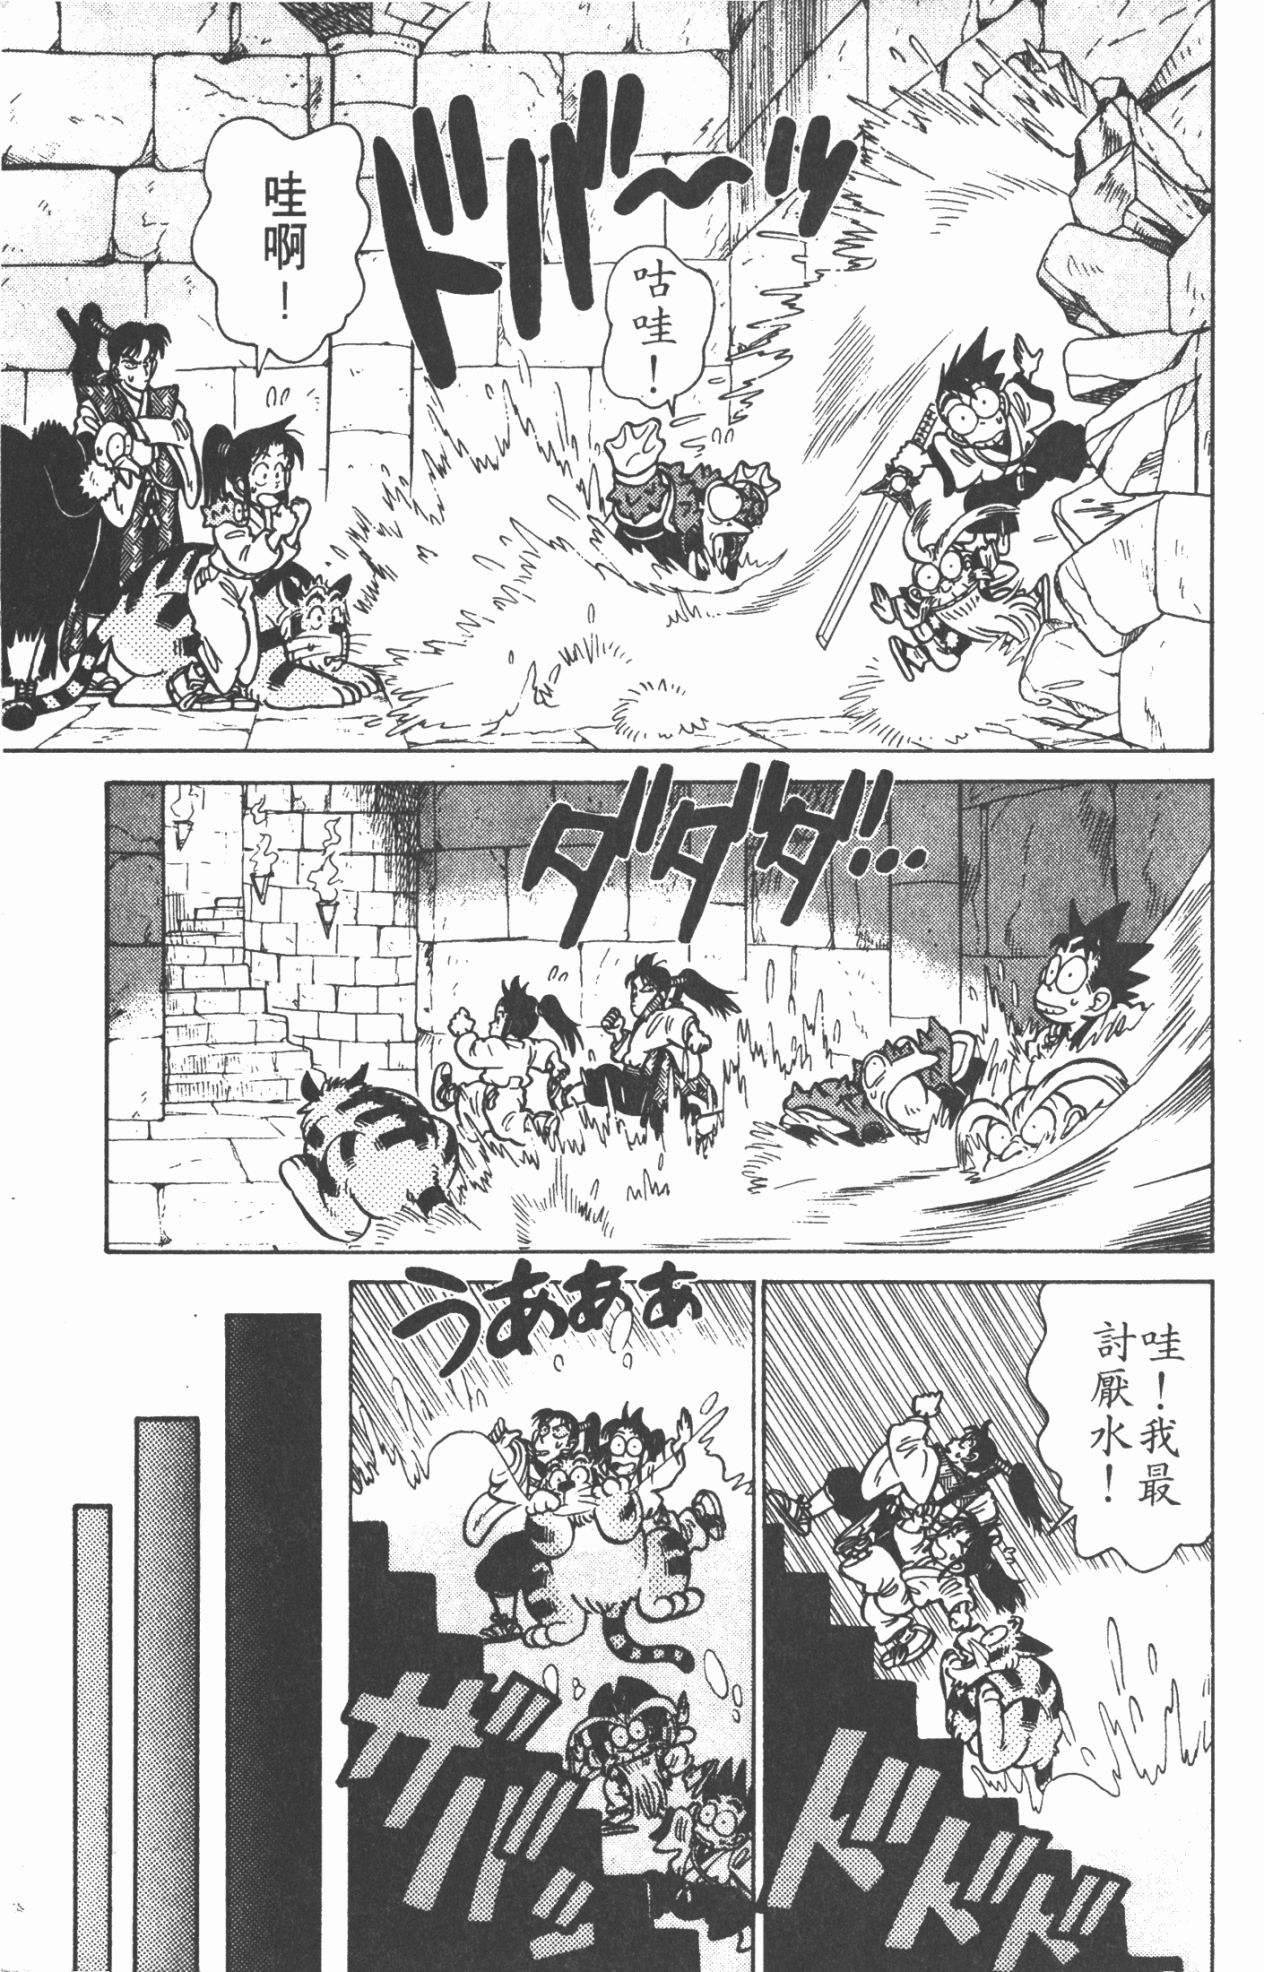 咕哇！
ドバ～ッ
哇啊！
ダダダ!!…
哇！我最
討厭水！
ドドド
うあああ
ザバッ